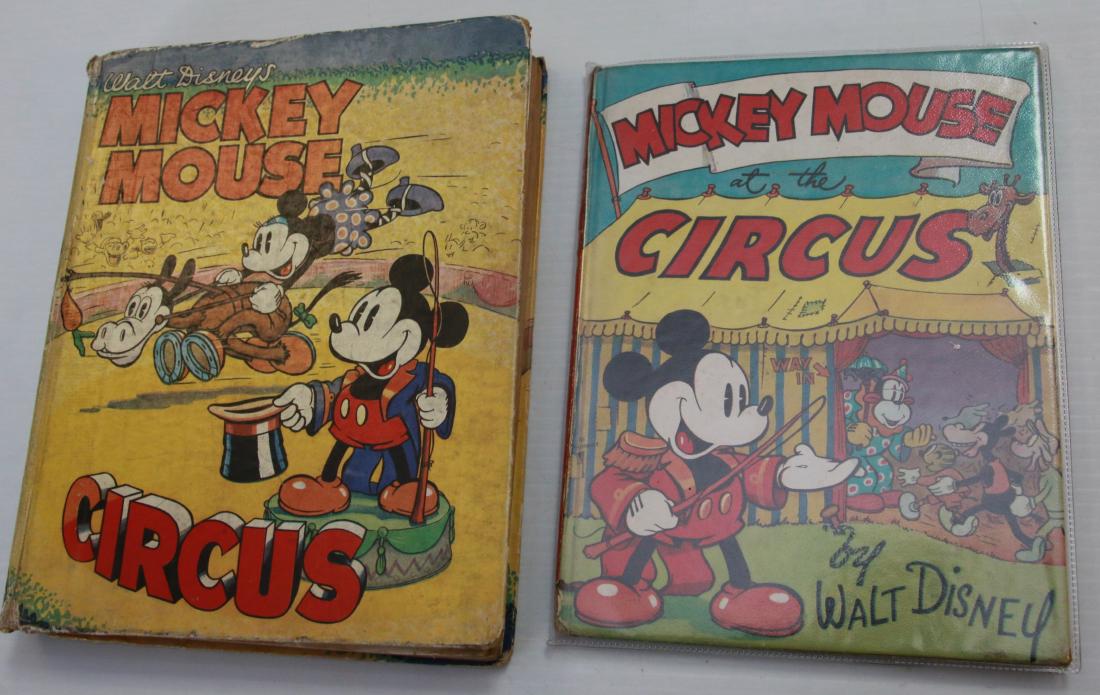 Walt Disney's
MICKEY
MOUSE
CIRCUS
MICKEY MOUSE
at the
CIRCUS
WAY
IN
by
WALT DISNEY